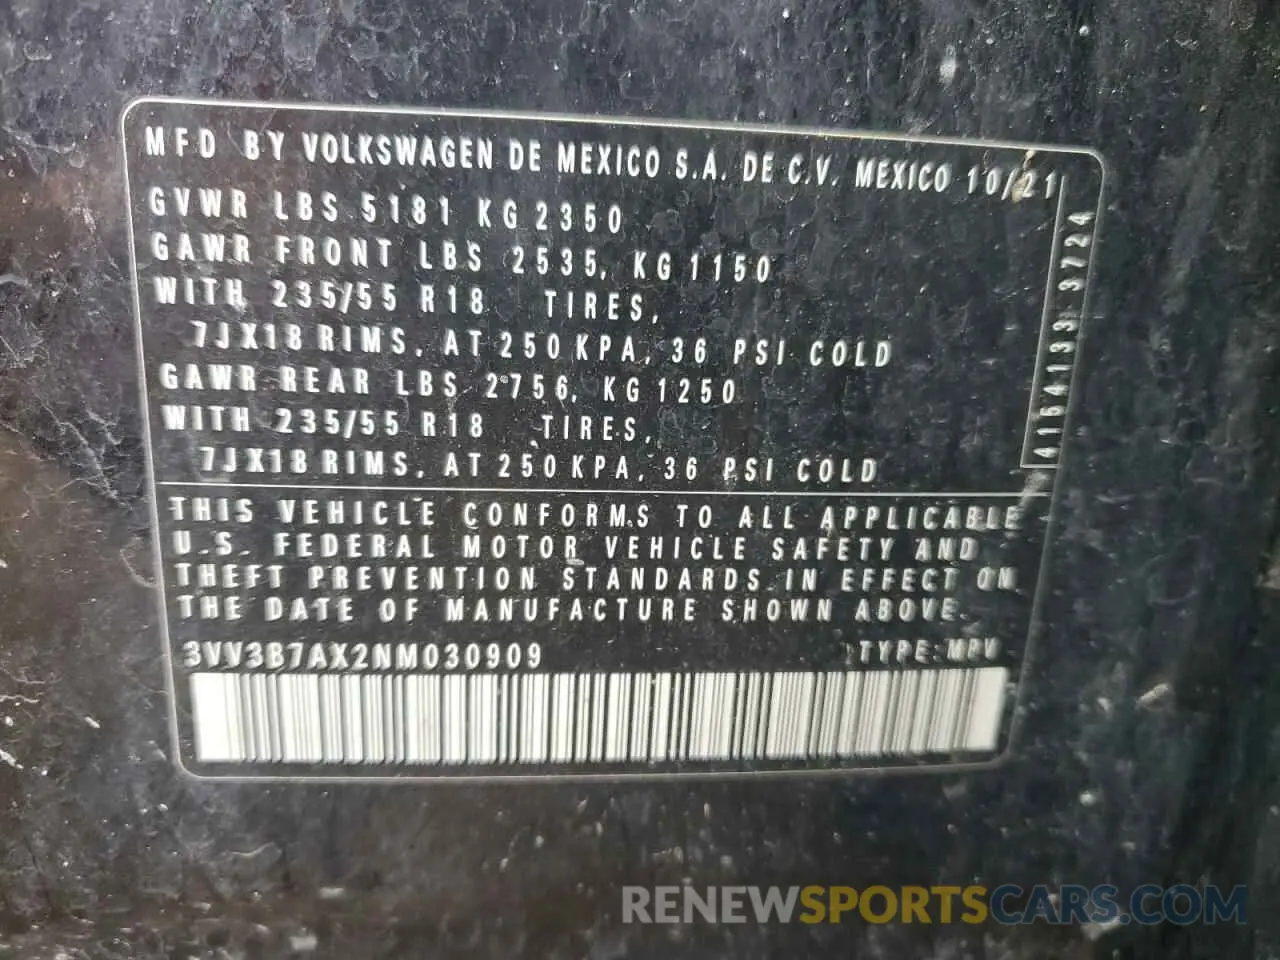 MFD BY VOLKSWAGEN DE MEXICO S.A. DE C.V. MEXICO 10/21
GVWR LBS 5181 KG 2350
GAWR FRONT LBS 2535, KG 1150
WITH 235/55 R18 TIRES,
7JX18 RIMS, AT 250 KPA, 36 PSI COLD
GAWR REAR LBS 2756, KG 1250
WITH 235/55 R18 TIRES,
7JX18 RIMS, AT 250 KPA, 36 PSI COLD
4154139 3724
THIS VEHICLE CONFORMS TO ALL APPLICABLE
U.S. FEDERAL MOTOR VEHICLE SAFETY AND
THEFT PREVENTION STANDARDS IN EFFECT ON
THE DATE OF MANUFACTURE SHOWN ABOVE.
3VV3B7AX2NM030909 TYPE: MPV
RENEWSPORTSCARS.COM